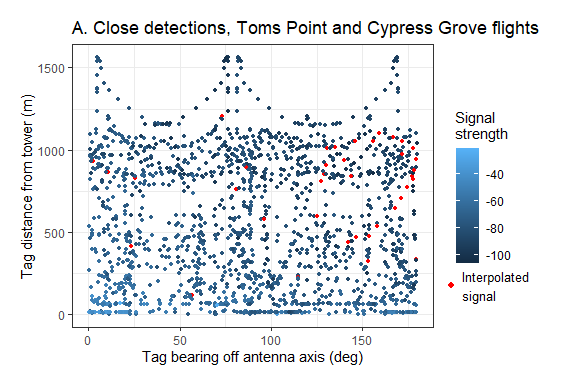 A. Close detections, Toms Point and Cypress Grove flights
Tag distance from tower (m)
1500
1000
500
0
0
50
100
150
Tag bearing off antenna axis (deg)
Signal
strength
-40
-60
-80
-100
Interpolated
signal